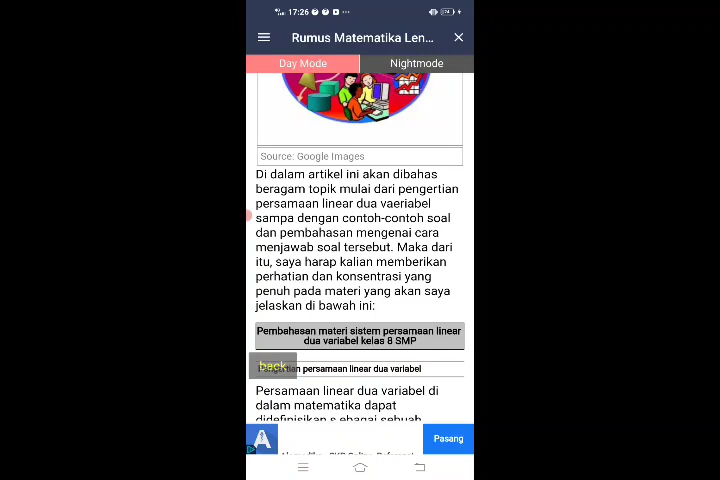 17:26
Rumus Matematika Len...
Day Mode Nightmode
Source: Google Images
Di dalam artikel ini akan dibahas
beragam topik mulai dari pengertian
persamaan linear dua vaeriabel
sampa dengan contoh-contoh soal
dan pembahasan mengenai cara
menjawab soal tersebut. Maka dari
itu, saya harap kalian memberikan
perhatian dan konsentrasi yang
penuh pada materi yang akan saya
jelaskan di bawah ini:
Pembahasan materi sistem persamaan linear
dua variabel kelas 8 SMP
back
persamaan linear dua variabel
Persamaan linear dua variabel di
dalam matematika dapat
didefinisikan s ebagai sebuah
Pasang